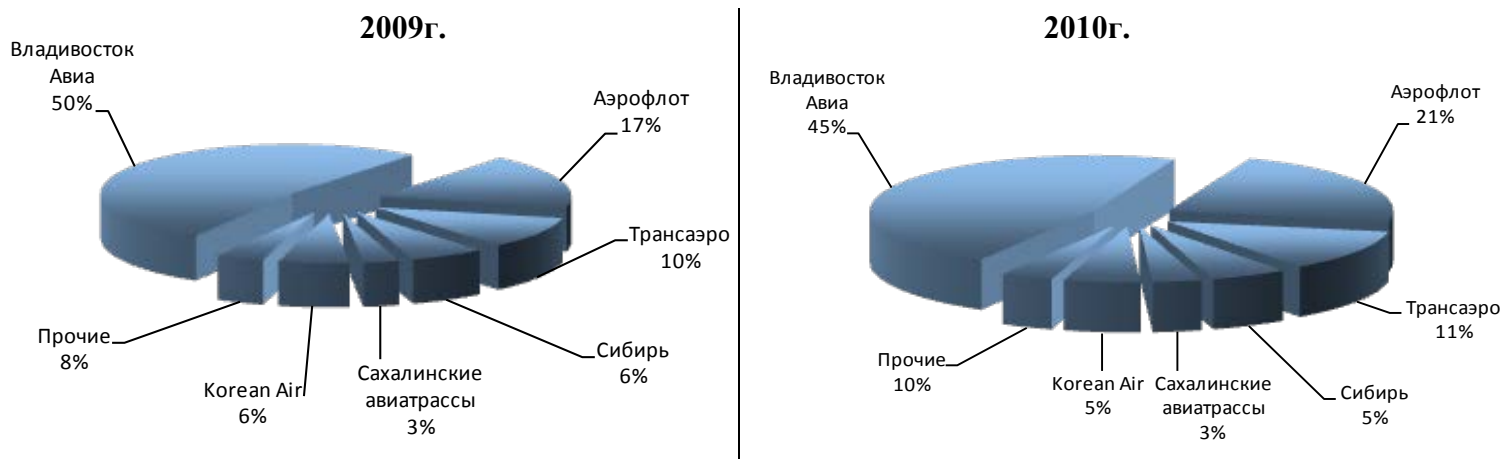 2009г.
Владивосток
Авиа
50%
Аэрофлот
17%
Трансаэро
10%
Сибирь
6%
Сахалинские
авиатрассы
3%
Korean Air
6%
Прочие
8%
2010г.
Владивосток
Авиа
45%
Аэрофлот
21%
Трансаэро
11%
Сибирь
5%
Сахалинские
авиатрассы
3%
Korean Air
5%
Прочие
10%